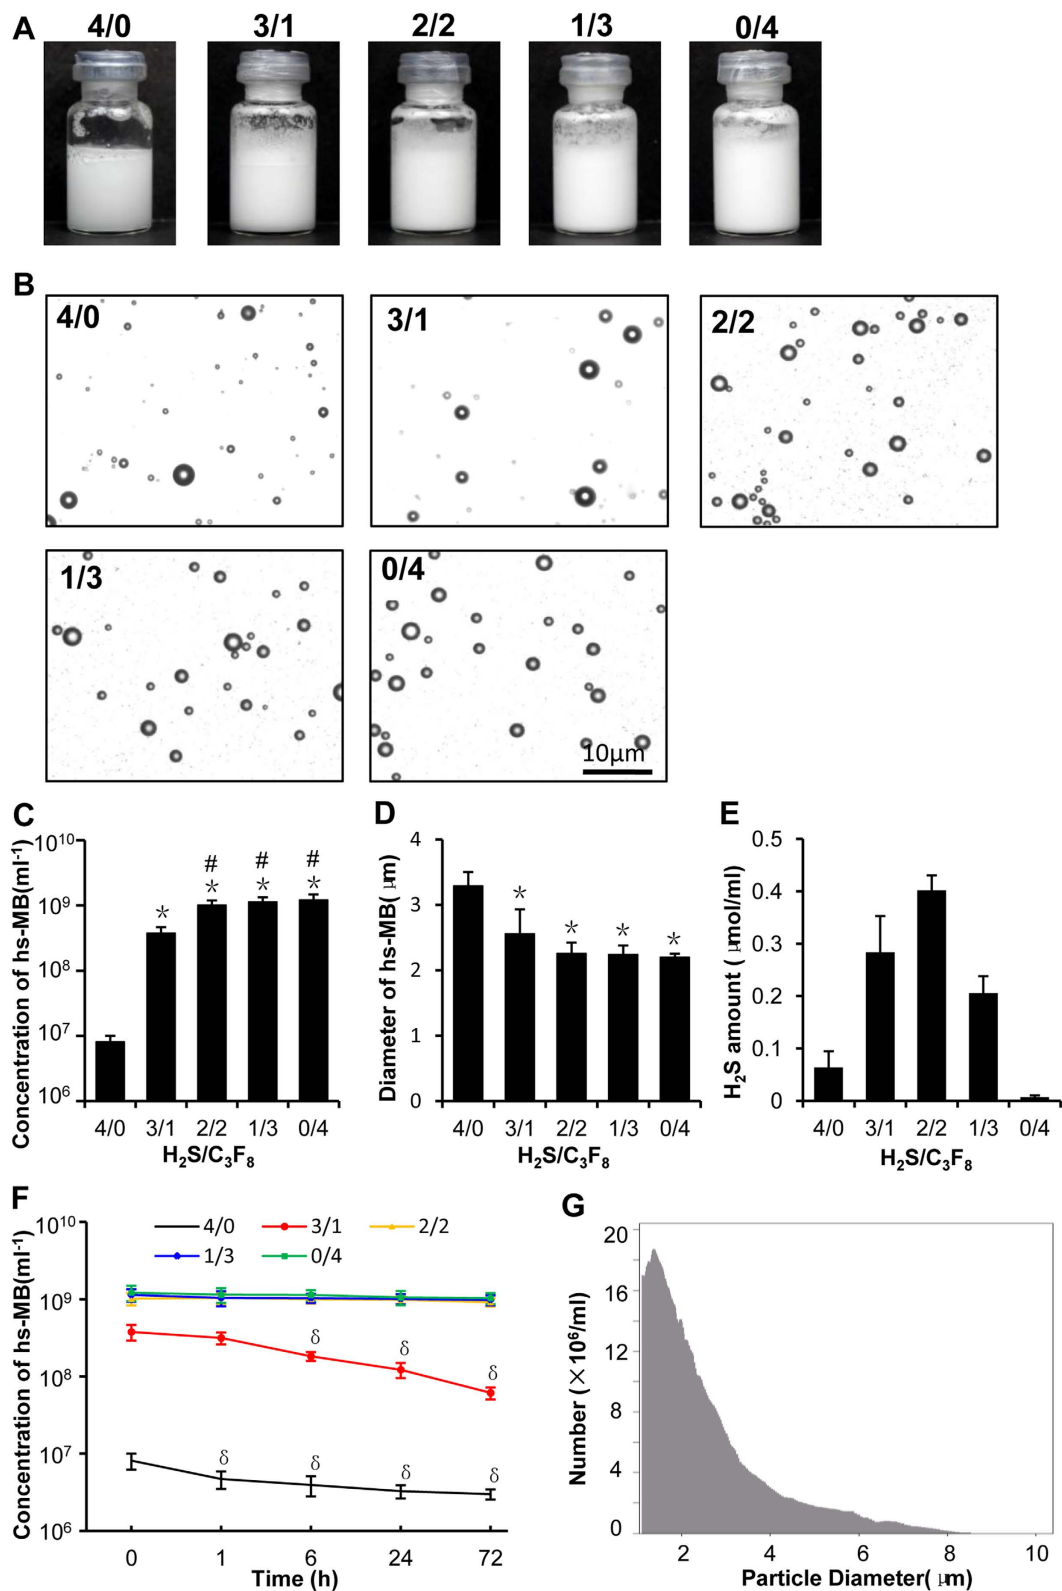 A
4/0 3/1 2/2 1/3 0/4
B
4/0
3/1
2/2
1/3
0/4
10μm
C
Concentration of hs-MB(ml⁻¹)
10¹⁰
10⁹
10⁸
10⁷
10⁶
# # #
* * * *
4/0 3/1 2/2 1/3 0/4
H₂S/C₃F₈
D
Diameter of hs-MB( μm)
4
3
2
1
0
* * * *
4/0 3/1 2/2 1/3 0/4
H₂S/C₃F₈
E
H₂S amount ( μmol/ml)
0.5
0.4
0.3
0.2
0.1
0
4/0 3/1 2/2 1/3 0/4
H₂S/C₃F₈
F
Concentration of hs-MB(ml⁻¹)
4/0 3/1 2/2
1/3 0/4
10¹⁰
10⁹
10⁸
10⁷
10⁶
δ δ δ
δ δ δ δ
0 1 6 24 72
Time (h)
G
Number (×10⁶/ml)
20
16
12
8
4
0
2 4 6 8 10
Particle Diameter( μm)